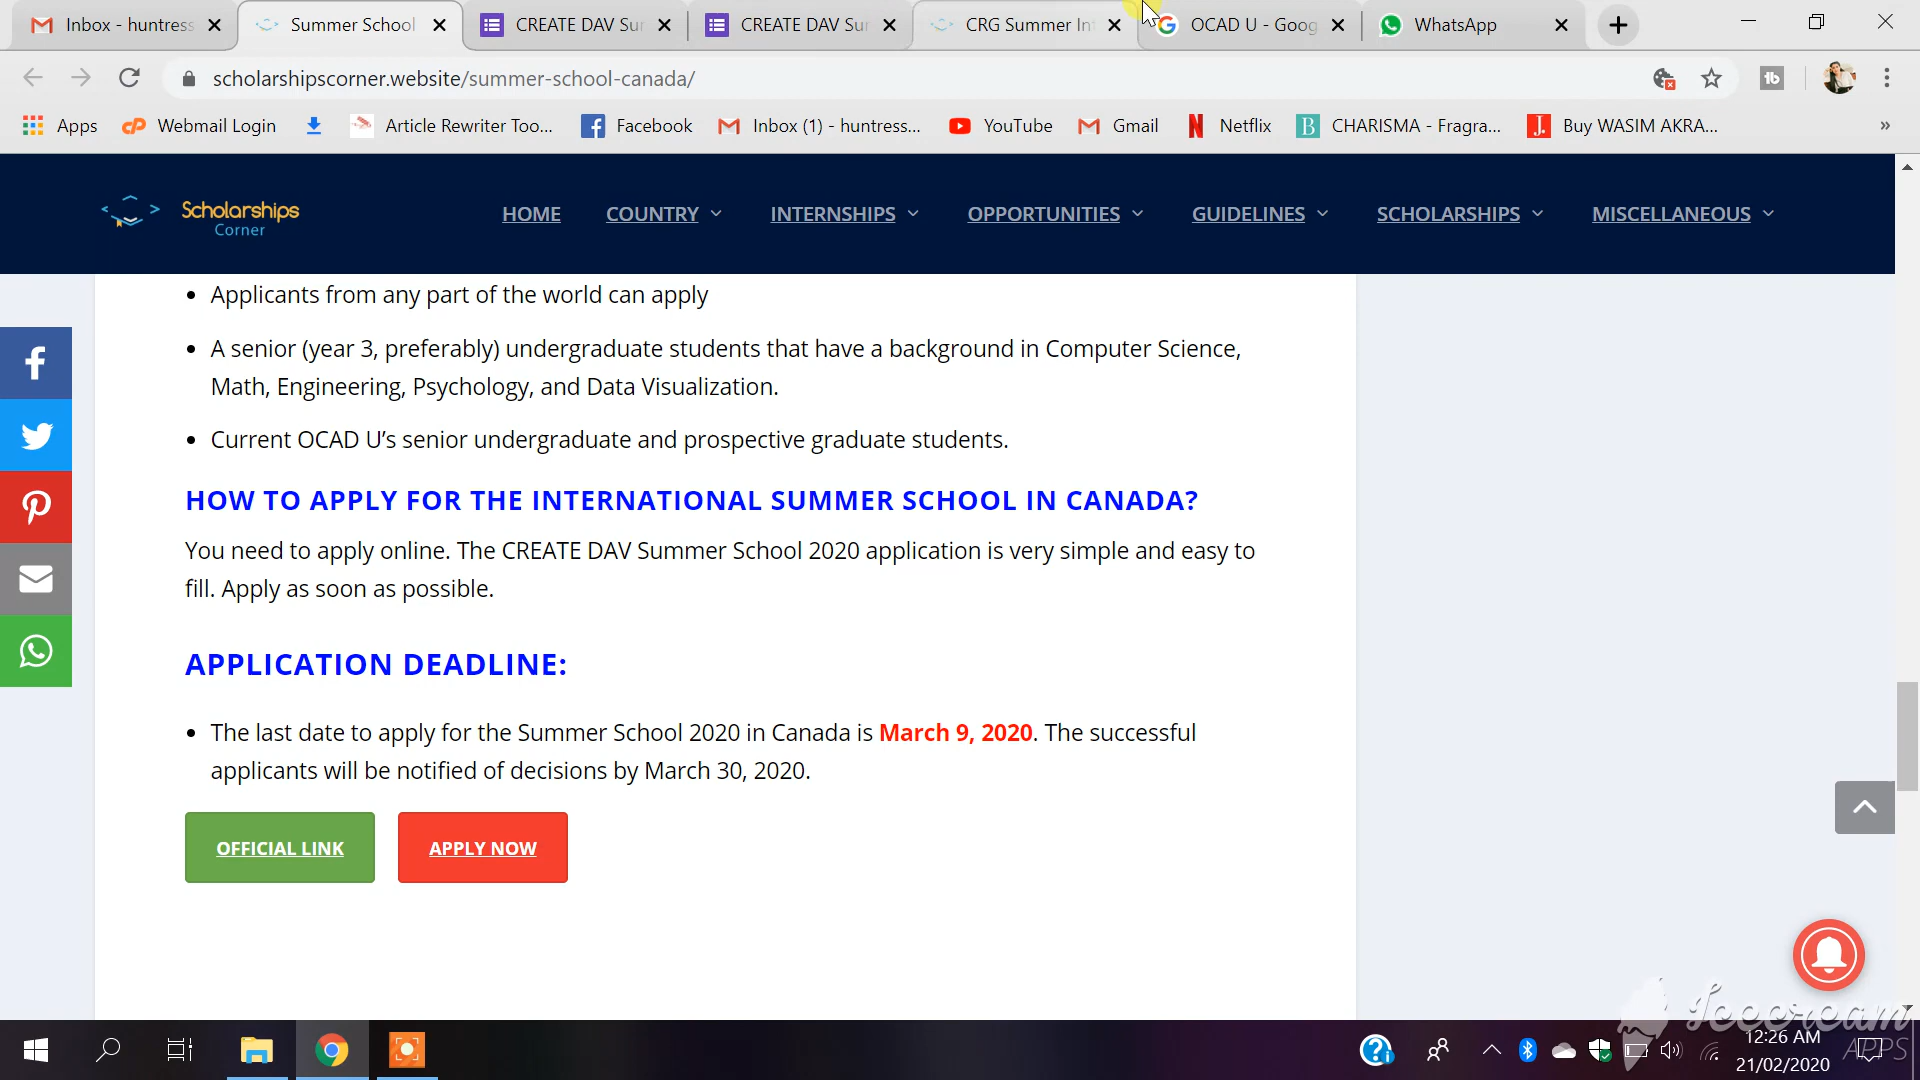 Inbox - huntress
Summer School
CREATE DAV Su
CREATE DAV Su
CRG Summer Int
OCAD U - Goog
WhatsApp
scholarshipscorner.website/summer-school-canada/
Apps
Webmail Login
Article Rewriter Too...
Facebook
Inbox (1) - huntress...
YouTube
Gmail
Netflix
CHARISMA - Fragra...
Buy WASIM AKRA...
»
Scholarships
Corner
HOME
COUNTRY
INTERNSHIPS
OPPORTUNITIES
GUIDELINES
SCHOLARSHIPS
MISCELLANEOUS
• Applicants from any part of the world can apply
• A senior (year 3, preferably) undergraduate students that have a background in Computer Science,
Math, Engineering, Psychology, and Data Visualization.
• Current OCAD U’s senior undergraduate and prospective graduate students.
HOW TO APPLY FOR THE INTERNATIONAL SUMMER SCHOOL IN CANADA?
You need to apply online. The CREATE DAV Summer School 2020 application is very simple and easy to
fill. Apply as soon as possible.
APPLICATION DEADLINE:
• The last date to apply for the Summer School 2020 in Canada is March 9, 2020. The successful
applicants will be notified of decisions by March 30, 2020.
OFFICIAL LINK
APPLY NOW
Icecream
APPS
12:26 AM
21/02/2020